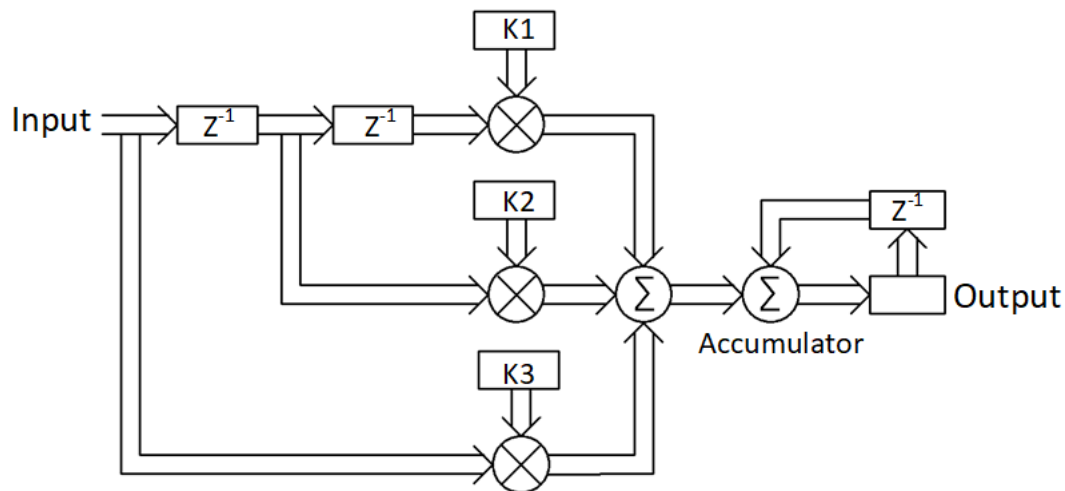 K1
Input
Z⁻¹
Z⁻¹
K2
Z⁻¹
Σ
Σ
Output
Accumulator
K3